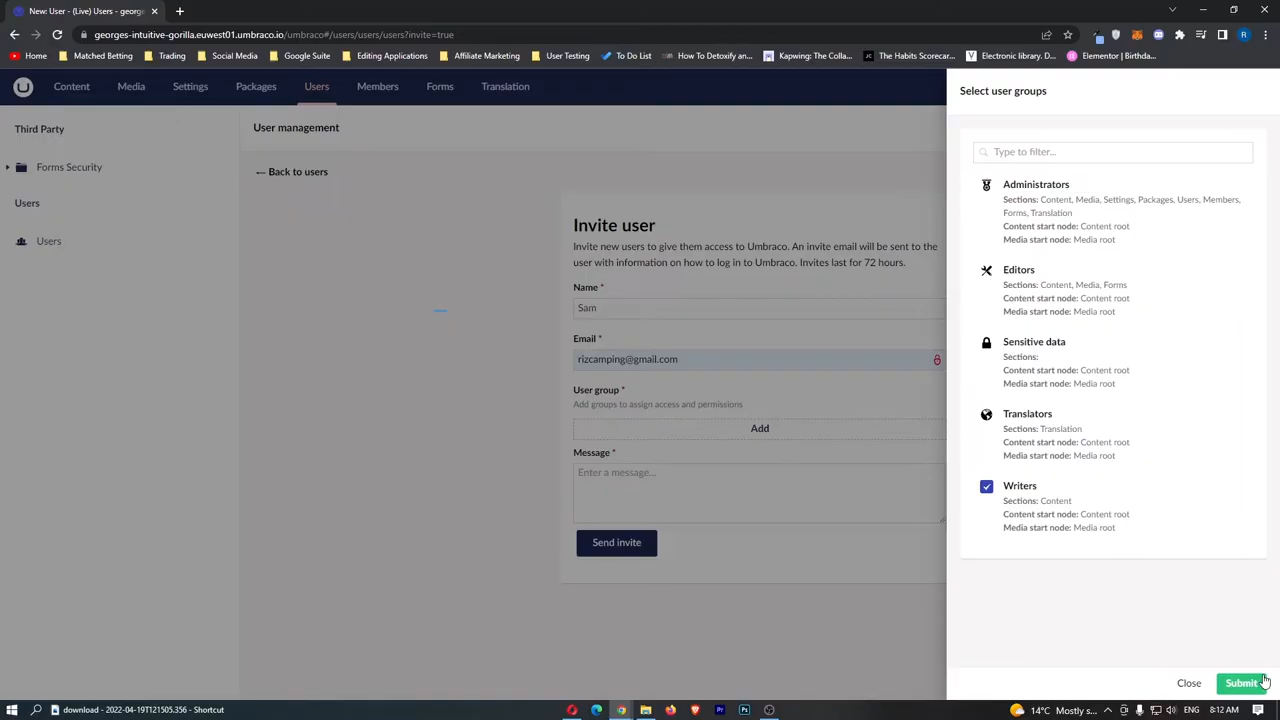 New: User - (Live) Users - george
georges-intuitive-gorilla.euwest01.umbraco.net/umbraco#/users/users/users?invite=true
Home
Matched Betting
Trading
Social Media
Google Suite
Editing Applications
Affiliate Marketing
User Testing
To Do List
How To Detoxify an...
Kapwing: The Colla...
The Habits Scorecar...
Electronic library. D...
Elementor | Birthda...
Content
Media
Settings
Packages
Users
Members
Forms
Translation
Third Party
Forms Security
Users
Users
User management
Back to users
Invite user
Invite new users to give them access to Umbraco. An invite email will be sent to the
user with information on how to log in to Umbraco. Invites last for 72 hours.
Name *
Sam
Email *
rizcamping@gmail.com
User group *
Add groups to assign access and permissions
Add
Message *
Enter a message...
Send invite
Select user groups
Type to filter...
Administrators
Sections: Content, Media, Settings, Packages, Users, Members,
Forms, Translation
Content start node: Content root
Media start node: Media root
Editors
Sections: Content, Media, Forms
Content start node: Content root
Media start node: Media root
Sensitive data
Sections:
Content start node: Content root
Media start node: Media root
Translators
Sections: Translation
Content start node: Content root
Media start node: Media root
Writers
Sections: Content
Content start node: Content root
Media start node: Media root
Close
Submit
download - 2022-04-19T121505.356 - Shortcut
14°C Mostly s...
ENG
8:12 AM